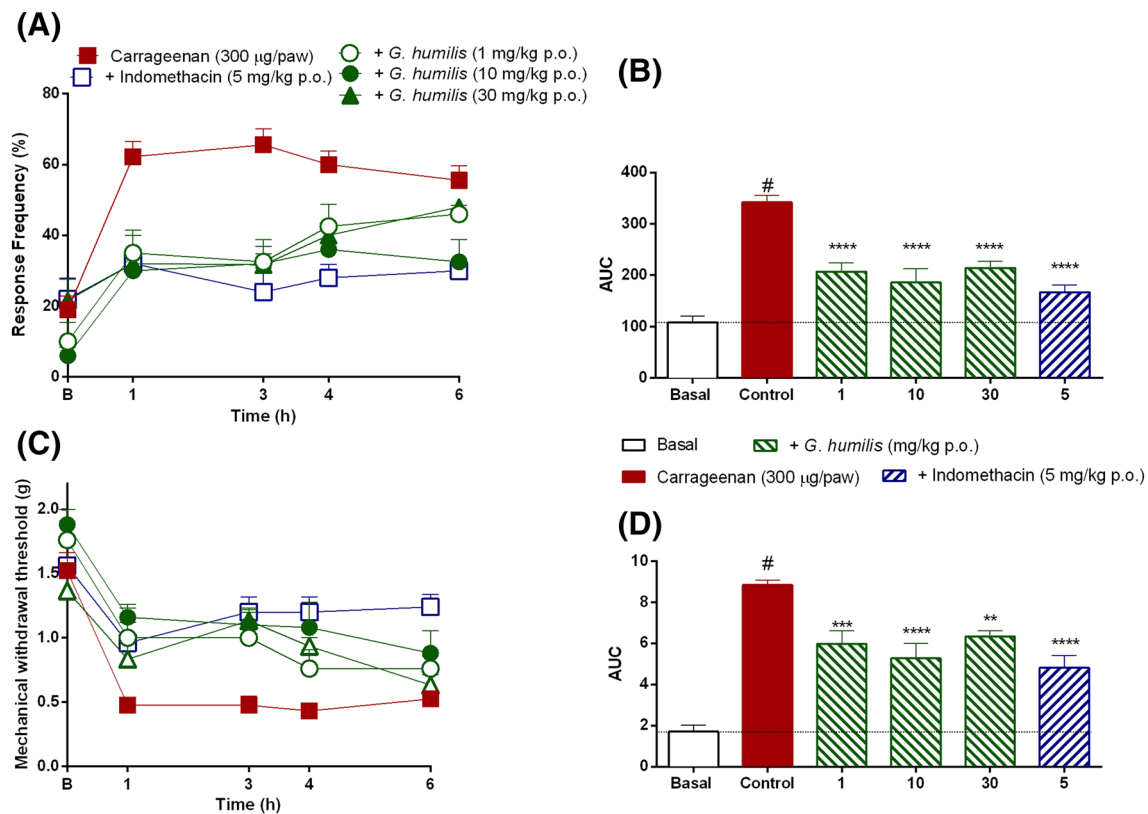 (A)
Carrageenan (300 µg/paw)
+ Indomethacin (5 mg/kg p.o.)
+ G. humilis (1 mg/kg p.o.)
+ G. humilis (10 mg/kg p.o.)
+ G. humilis (30 mg/kg p.o.)
Response Frequency (%)
80
60
40
20
0
B 1 3 4 6
Time (h)
(B)
AUC
400
300
200
100
0
#
**** **** **** ****
Basal Control 1 10 30 5
Basal
+ G. humilis (mg/kg p.o.)
Carrageenan (300 µg/paw)
+ Indomethacin (5 mg/kg p.o.)
(C)
Mechanical withdrawal threshold (g)
2.0
1.5
1.0
0.5
0.0
B 1 3 4 6
Time (h)
(D)
AUC
10
8
6
4
2
0
#
*** **** ** ****
Basal Control 1 10 30 5